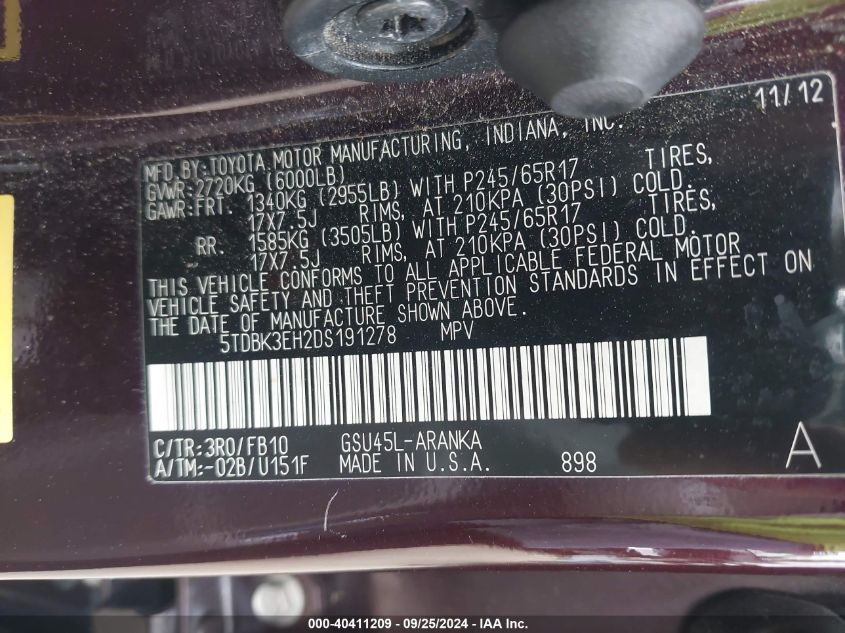 11/12
MFD.BY:TOYOTA MOTOR MANUFACTURING, INDIANA, INC.
GVWR:2720KG (6000LB)
GAWR:FRT. 1340KG (2955LB) WITH P245/65R17 TIRES,
17X7.5J RIMS, AT 210KPA (30PSI) COLD.
RR. 1585KG (3505LB) WITH P245/65R17 TIRES,
17X7.5J RIMS, AT 210KPA (30PSI) COLD.
THIS VEHICLE CONFORMS TO ALL APPLICABLE FEDERAL MOTOR
VEHICLE SAFETY AND THEFT PREVENTION STANDARDS IN EFFECT ON
THE DATE OF MANUFACTURE SHOWN ABOVE.
5TDBK3EH2DS191278 MPV
C/TR:3R0/FB10 GSU45L-ARANKA
A/TM:-02B/U151F MADE IN U.S.A. 898 A
000-40411209 - 09/25/2024 - IAA Inc.